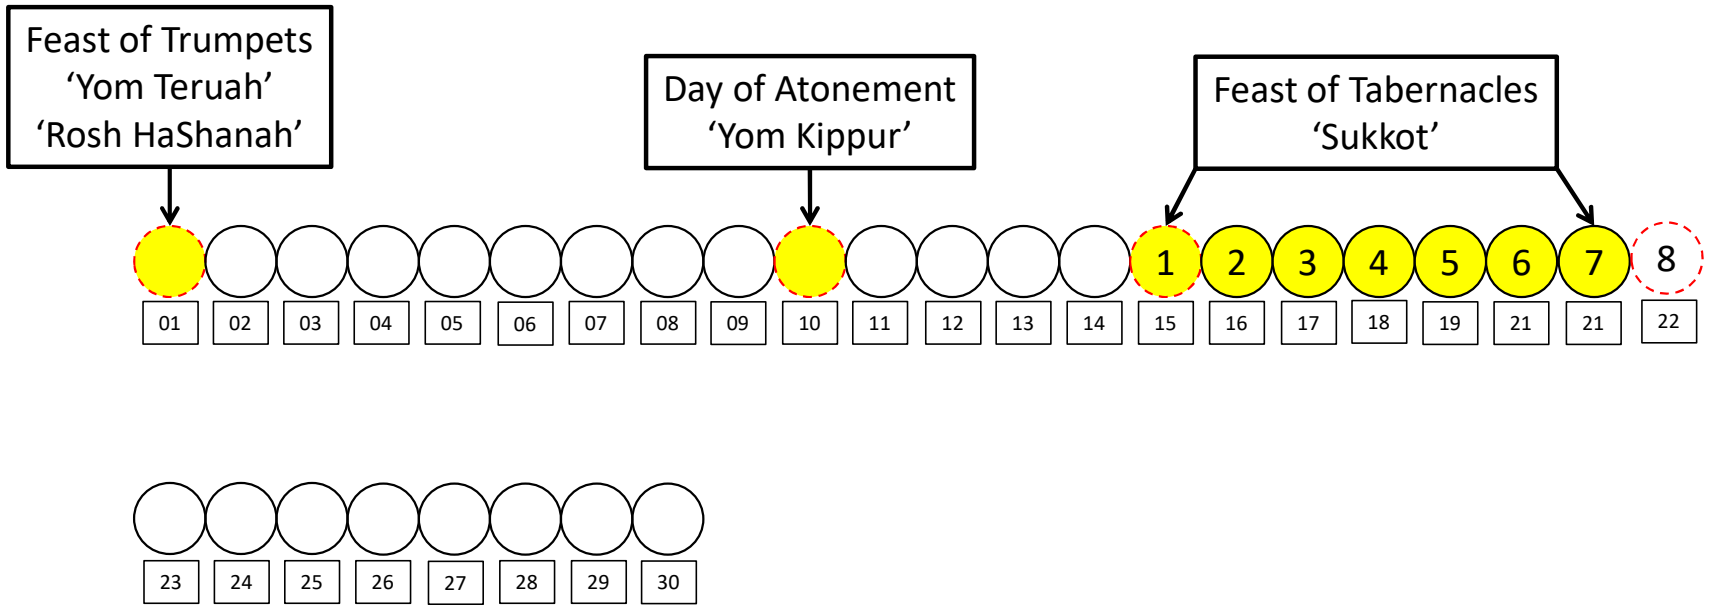 Feast of Trumpets
‘Yom Teruah’
‘Rosh HaShanah’
Day of Atonement
‘Yom Kippur’
Feast of Tabernacles
‘Sukkot’
1 2 3 4 5 6 7 8
01 02 03 04 05 06 07 08 09 10 11 12 13 14 15 16 17 18 19 21 21 22
23 24 25 26 27 28 29 30